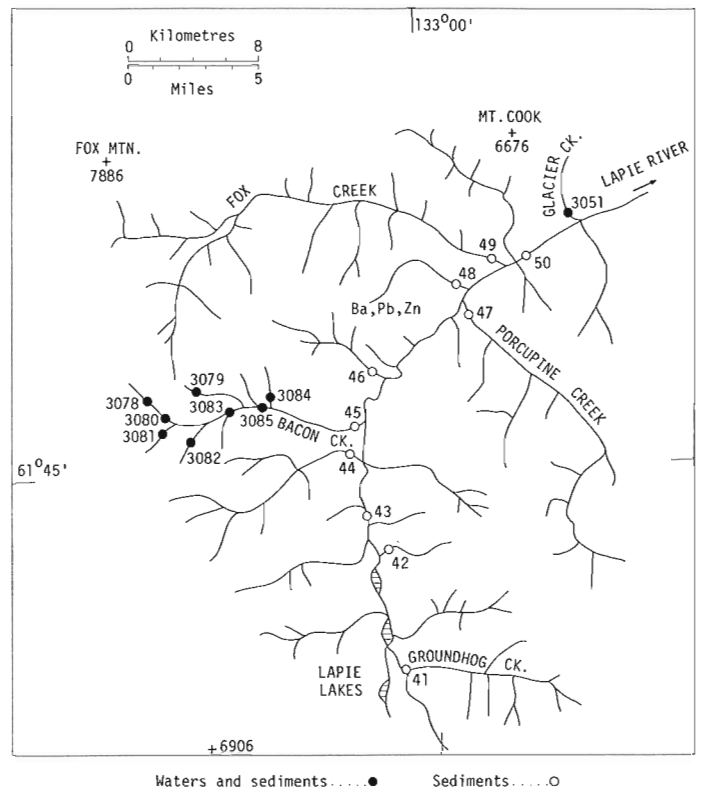 133°00'
Kilometres
0 8
0 5
Miles
MT. COOK
+
6676
FOX MTN.
+
7886
GLACIER CK.
LAPIE RIVER
3051
FOX CREEK
49
50
48
Ba,Pb,Zn
47
PORCUPINE CREEK
46
3079
3084
3078
3083
3085
3080
3081
3082
BACON CK.
45
44
61°45'
43
42
GROUNDHOG CK.
41
LAPIE
LAKES
+6906
Waters and sediments.....● Sediments.....○